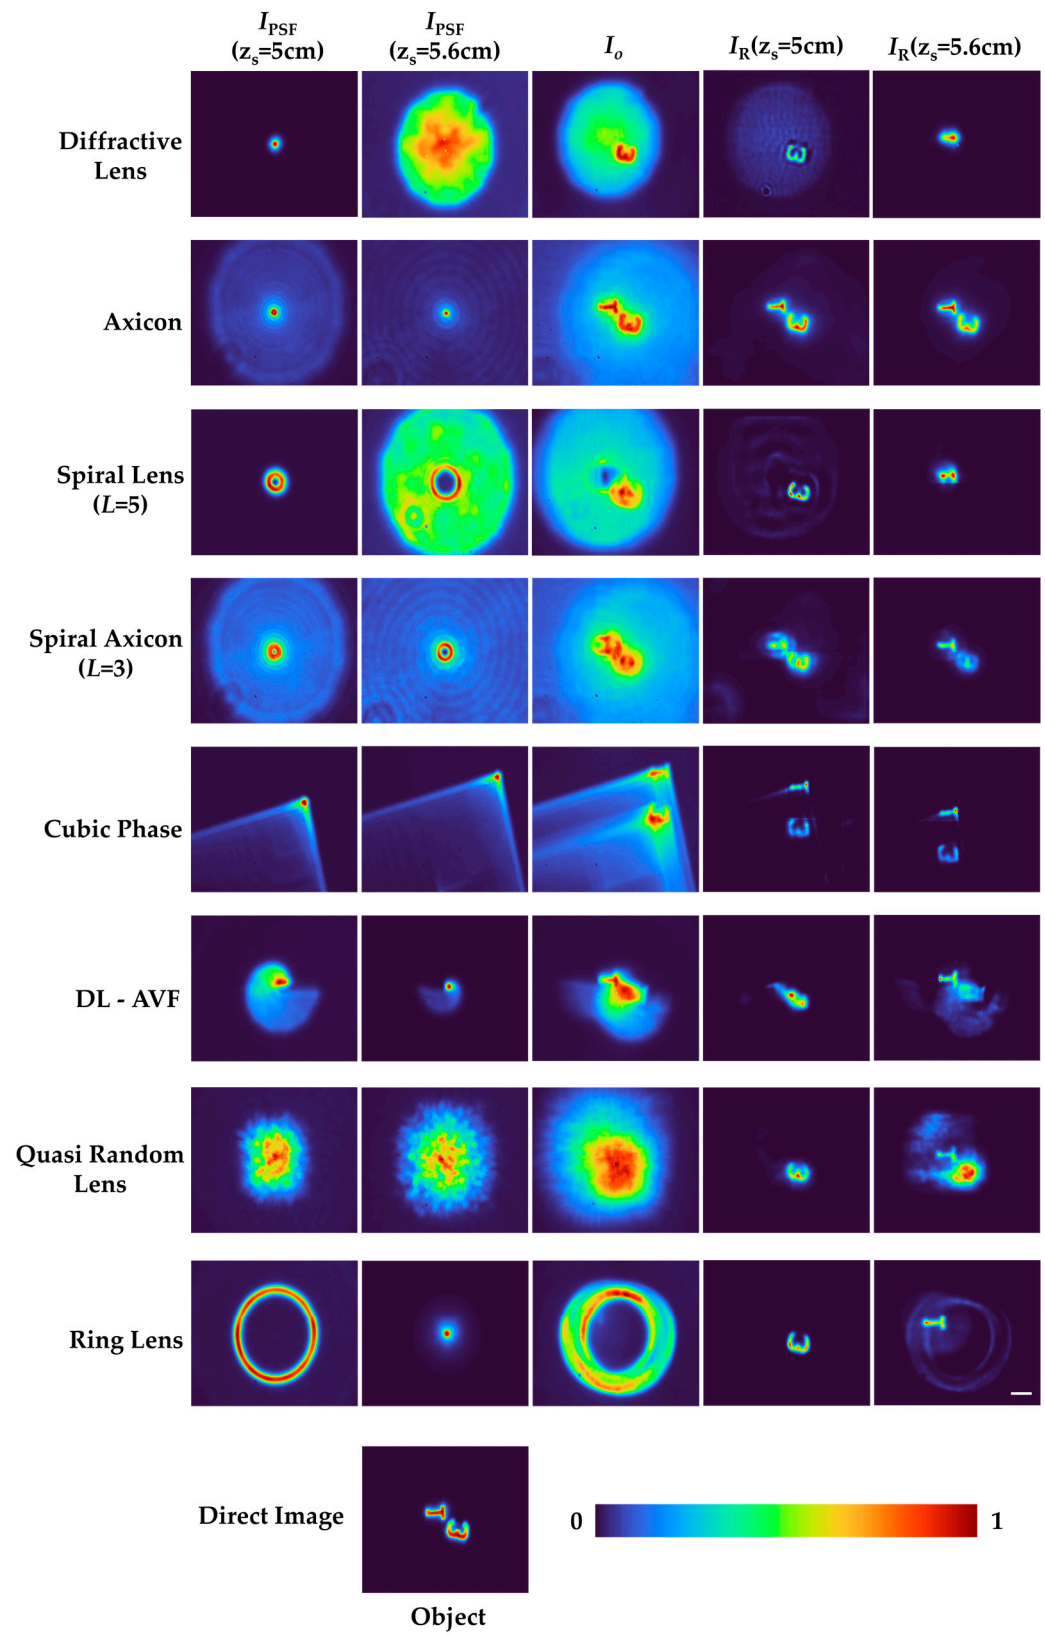 I_PSF
(z_s=5cm)
I_PSF
(z_s=5.6cm)
I_o
I_R(z_s=5cm)
I_R(z_s=5.6cm)
Diffractive
Lens
Axicon
Spiral Lens
(L=5)
Spiral Axicon
(L=3)
Cubic Phase
DL - AVF
Quasi Random
Lens
Ring Lens
Direct Image
0
1
Object